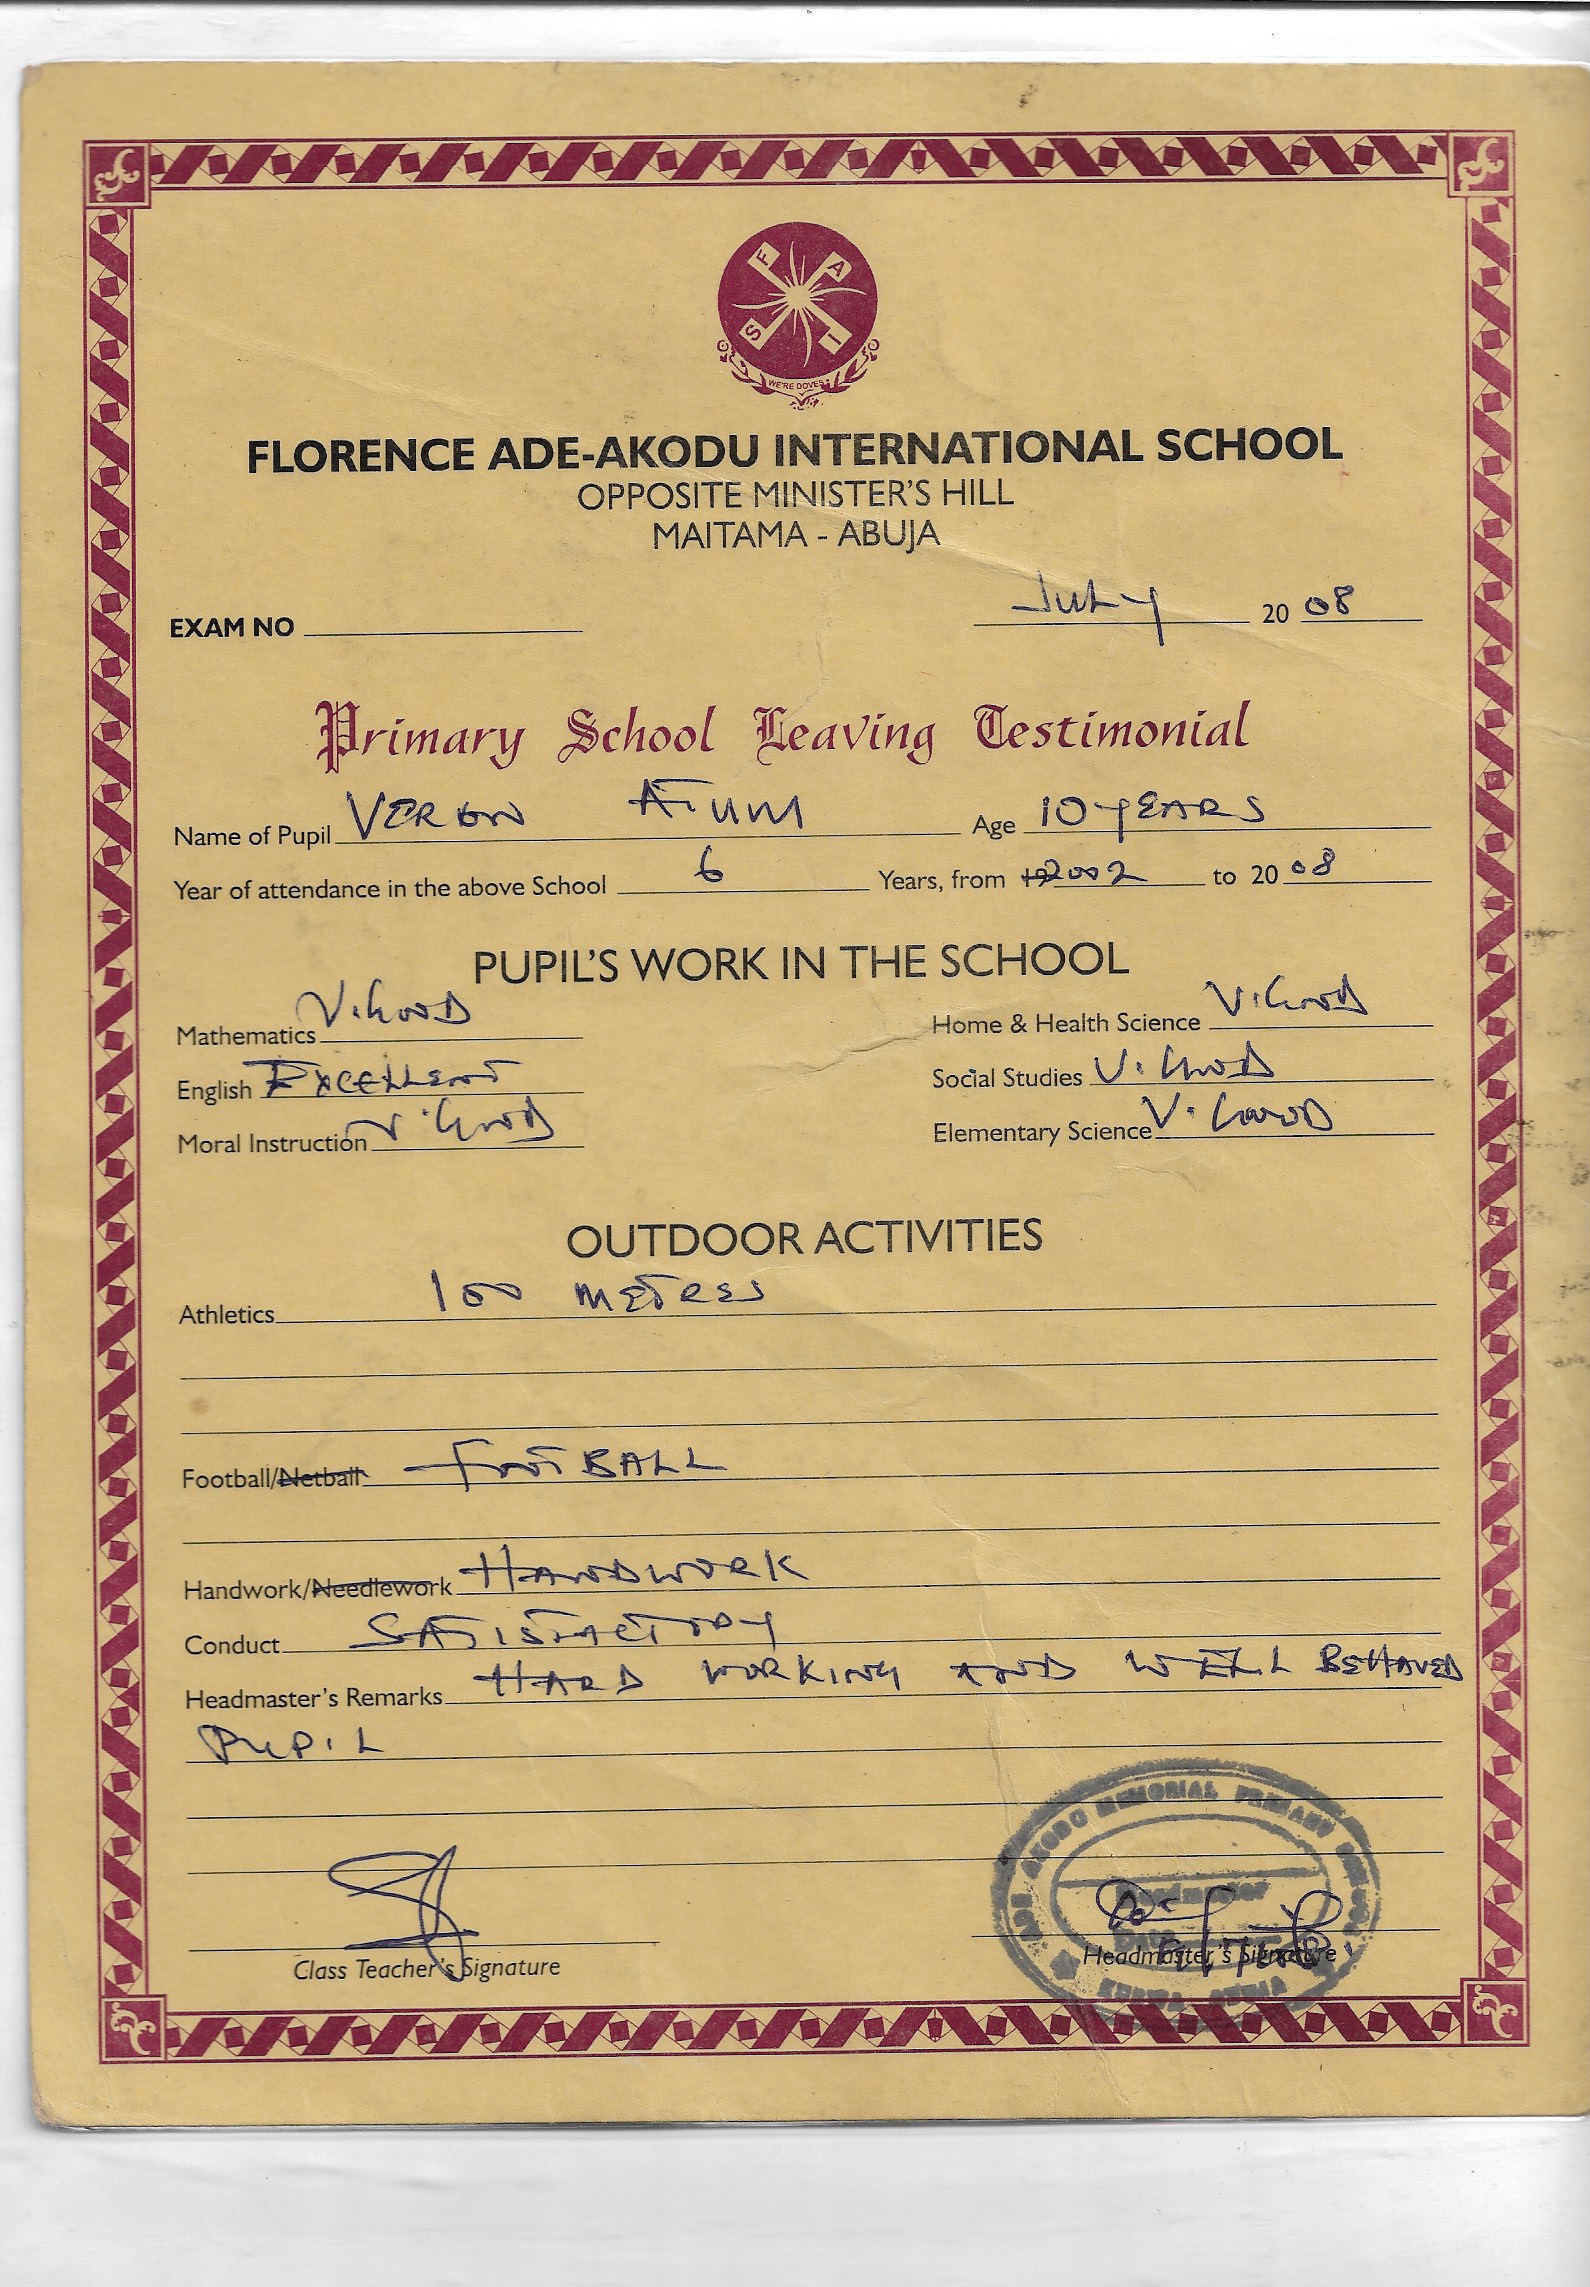 F A
S I
WE'RE DOVES
FLORENCE ADE-AKODU INTERNATIONAL SCHOOL
OPPOSITE MINISTER'S HILL
MAITAMA - ABUJA
EXAM NO JULY 20 08
Primary School Leaving Testimonial
Name of Pupil VERON Age 10 YEARS
Year of attendance in the above School 6 Years, from 2002 to 20 08
PUPIL'S WORK IN THE SCHOOL
Mathematics V. GOOD Home & Health Science V. GOOD
English EXCELLENT Social Studies V. GOOD
Moral Instruction V. GOOD Elementary Science V. GOOD
OUTDOOR ACTIVITIES
Athletics 100 METRES
Football/Netball FOOTBALL
Handwork/Needlework HANDWORK
Conduct SATISFACTORY
Headmaster's Remarks HARD WORKING AND WELL BEHAVED
PUPIL
ADE AKODU MEMORIAL PRIMARY SCHOOL
Headmaster
Class Teacher's Signature Headmaster's Signature